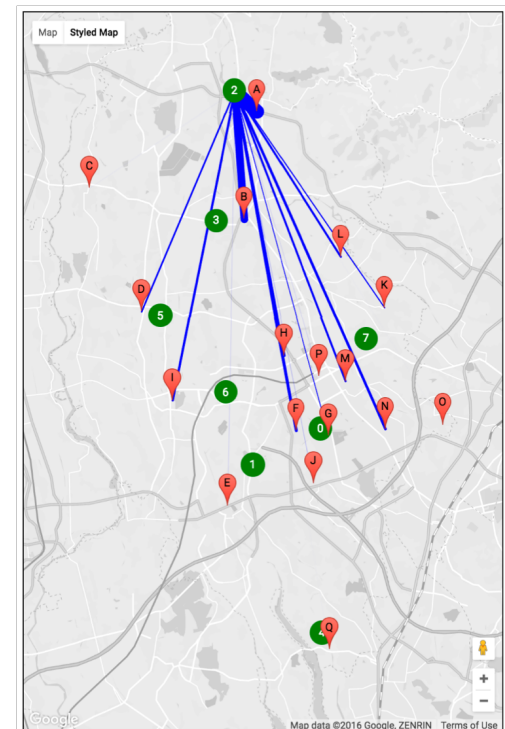 Map Styled Map
2
A
C
B
3
L
D
K
5
H
7
P
M
I
6
F
G
N
O
0
J
1
E
4
Q
+
−
Google
Map data ©2016 Google, ZENRIN Terms of Use